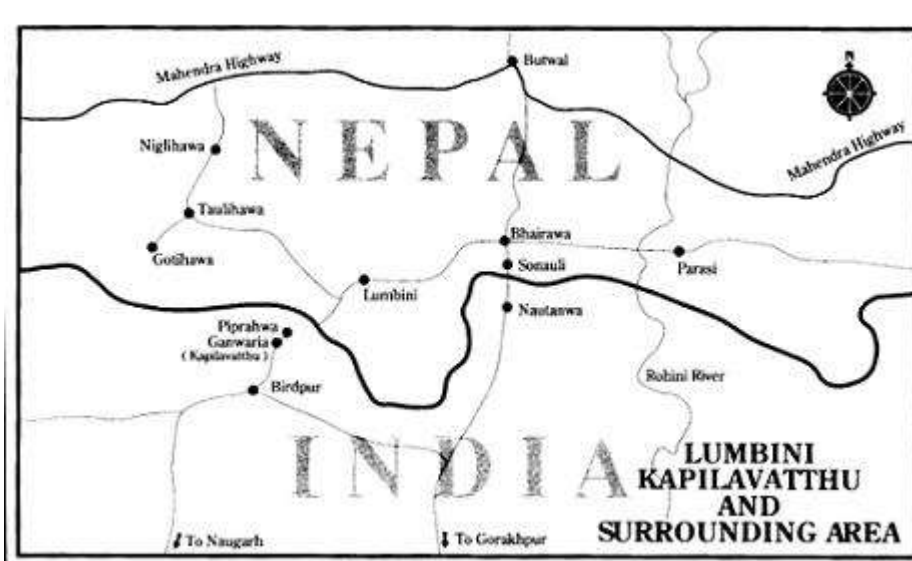 N
Butwal
Mahendra Highway
Niglihawa
NEPAL
Mahendra Highway
Taulihawa
Gotihawa
Bhairawa
Sonauli
Parasi
Lumbini
Nautanwa
Piprahwa
Ganwaria
( Kapilavatthu )
Birdpur
Rohini River
INDIA
LUMBINI
KAPILAVATTHU
AND
SURROUNDING AREA
To Naugarh
To Gorakhpur